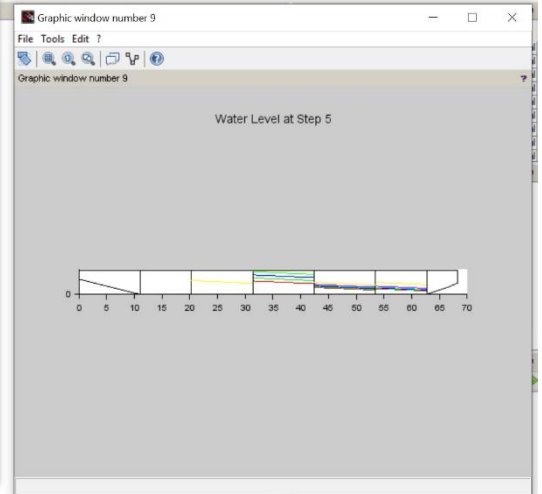 Graphic window number 9
File Tools Edit ?
Graphic window number 9 ?
Water Level at Step 5
0
0 5 10 15 20 25 30 35 40 45 50 55 60 65 70